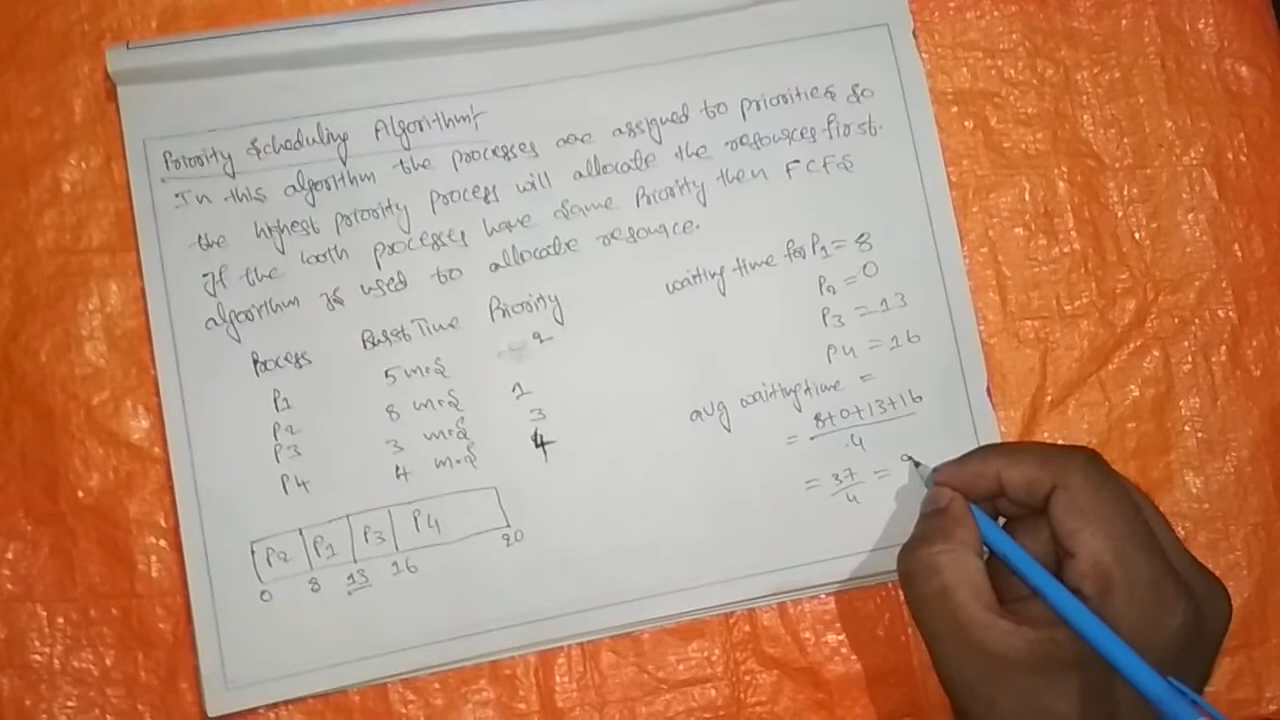 Priority Scheduling Algorithm:
In this algorithm the processes are assigned to priorities so
the highest priority process will allocate the resources first.
If the both processes have same Priority then FCFS
algorithm is used to allocate resource.
Process Burst Time Priority
P1 5 m.s 2
P2 8 m.s 1
P3 3 m.s 3
P4 4 m.s 4
P2 P1 P3 P4
0 8 13 16 20
waiting time for P1 = 8
P2 = 0
P3 = 13
P4 = 16
avg waiting time =
= 8+0+13+16
4
= 37 =
4